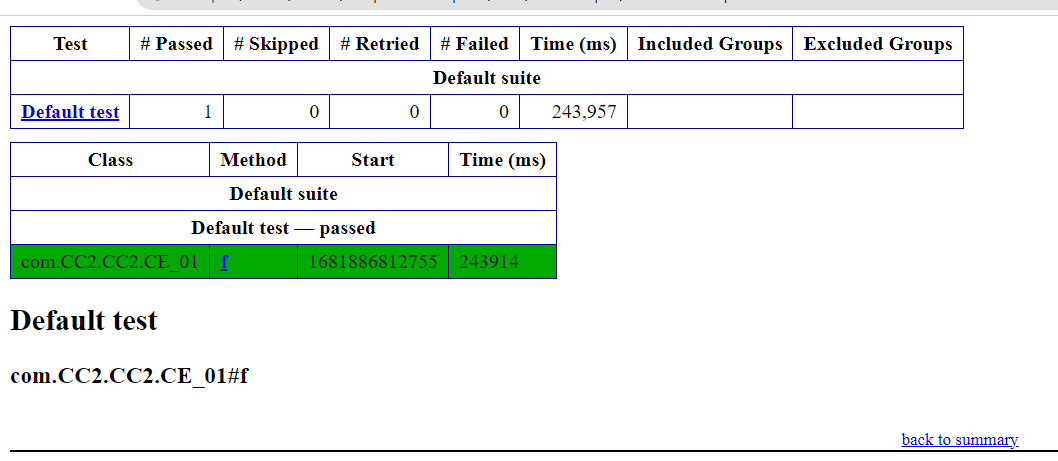 Test # Passed # Skipped # Retried # Failed Time (ms) Included Groups Excluded Groups
Default suite
Default test 1 0 0 0 243,957
Class Method Start Time (ms)
Default suite
Default test — passed
com.CC2.CC2.CE_01 f 1681886812755 243914
Default test
com.CC2.CC2.CE_01#f
back to summary